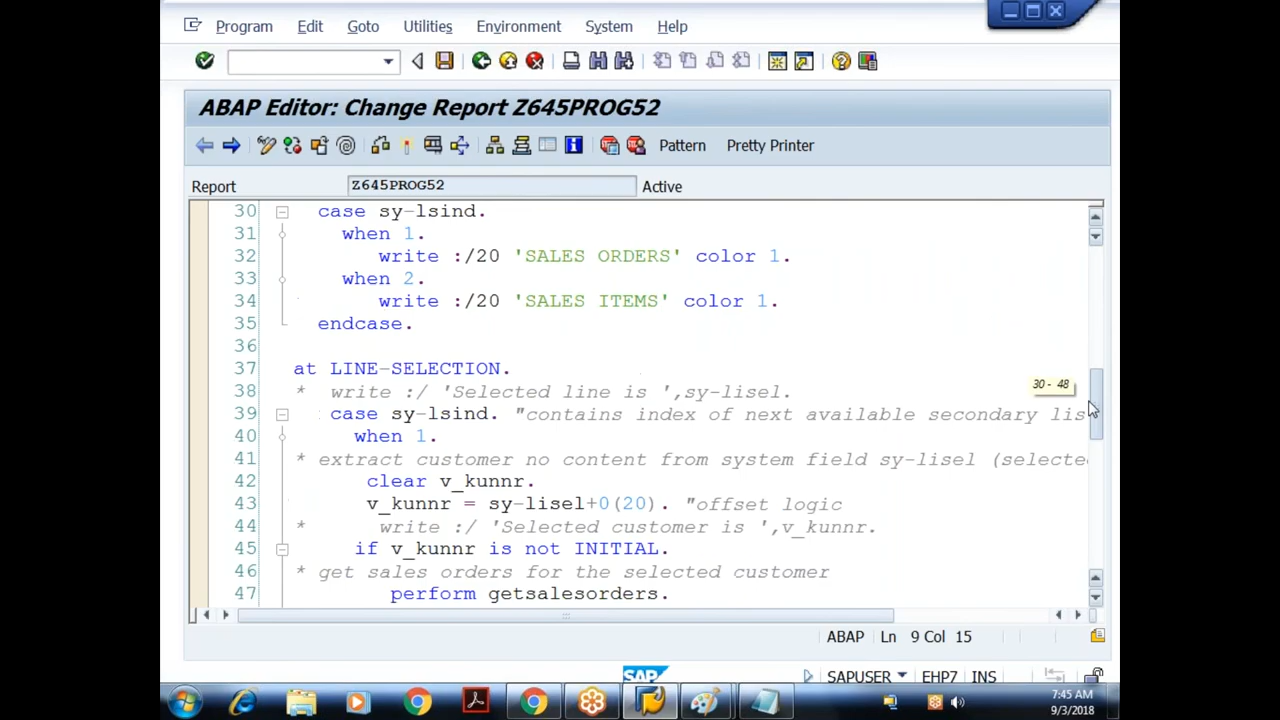 Program Edit Goto Utilities Environment System Help
ABAP Editor: Change Report Z645PROG52
Pattern Pretty Printer
Report Z645PROG52 Active
30 case sy-lsind.
31 when 1.
32 write :/20 'SALES ORDERS' color 1.
33 when 2.
34 write :/20 'SALES ITEMS' color 1.
35 endcase.
36
37 at LINE-SELECTION.
38 * write :/ 'Selected line is ',sy-lisel.
30 - 48
39 case sy-lsind. "contains index of next available secondary lis
40 when 1.
41 * extract customer no content from system field sy-lisel (selecte
42 clear v_kunnr.
43 v_kunnr = sy-lisel+0(20). "offset logic
44 * write :/ 'Selected customer is ',v_kunnr.
45 if v_kunnr is not INITIAL.
46 * get sales orders for the selected customer
47 perform getsalesorders.
ABAP Ln 9 Col 15
SAP SAPUSER EHP7 INS
7:45 AM
9/3/2018